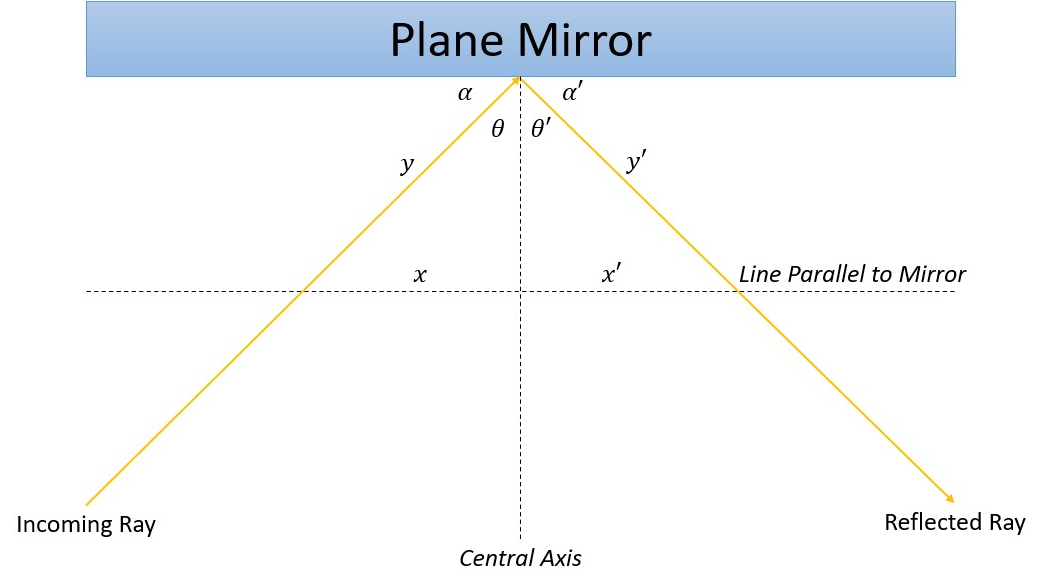 Plane Mirror
α α′
θ θ′
y y′
x x′ Line Parallel to Mirror
Incoming Ray Reflected Ray
Central Axis